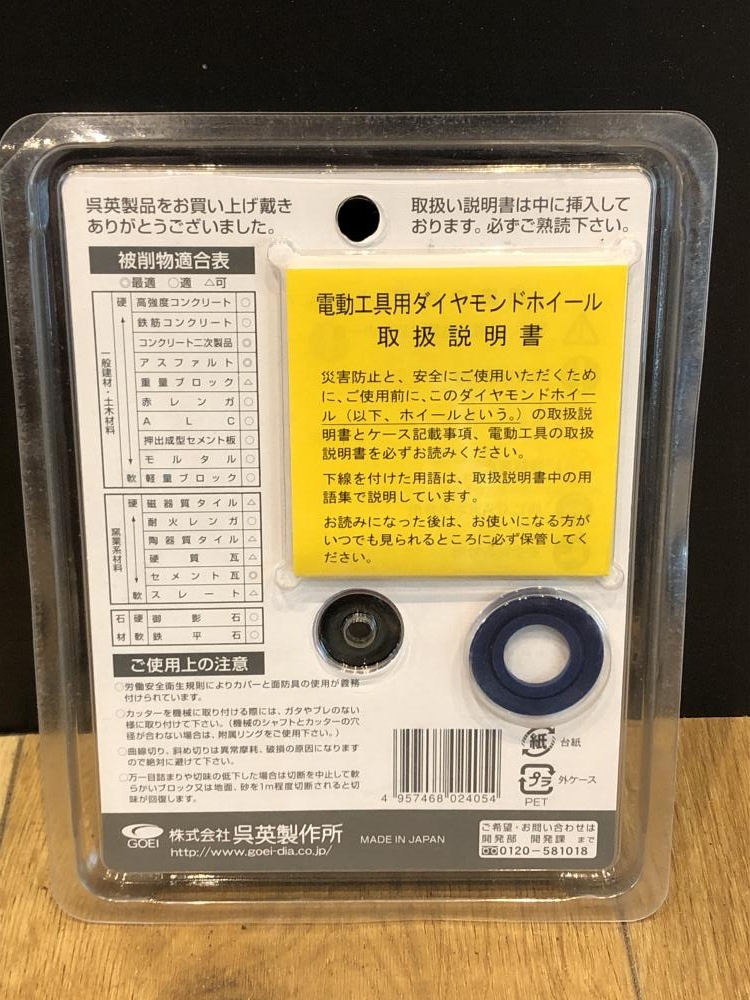 呉英製品をお買い上げ戴き
ありがとうございました。
取扱い説明書は中に挿入して
おります。必ずご熟読下さい。
被削物適合表
◎最適 ○適 △可
一般建材・土木材料
硬 高強度コンクリート ○
鉄筋コンクリート ○
コンクリート二次製品 ◎
アスファルト ◎
重量ブロック △
赤レンガ ○
ALC ○
押出成型セメント板 ○
モルタル ○
軟 軽量ブロック ○
窯業系材料
硬 磁器質タイル △
耐火レンガ ○
陶器質タイル △
硬質瓦 △
セメント瓦 ◎
軟 スレート △
石材
硬 御影石 ○
軟 鉄平石 ○
電動工具用ダイヤモンドホイール
取扱説明書
災害防止と、安全にご使用いただくため
に、ご使用前に、このダイヤモンドホイー
ル(以下、ホイールという。)の取扱説
明書とケース記載事項、電動工具の取扱
説明書を必ずお読みください。
下線を付けた用語は、取扱説明書中の用
語集で説明しています。
お読みになった後は、お使いになる方が
いつでも見られるところに必ず保管してく
ださい。
ご使用上の注意
○労働安全衛生規則によりカバーと面防具の使用が義務
付けられています。
○カッターを機械に取り付ける際には、ガタやブレのない
様に取り付けて下さい。(機械のシャフトとカッターの穴
径が合わない場合は、附属リングをご使用下さい。)
○曲線切り、斜め切りは異常摩耗、破損の原因になります
ので絶対に避けて下さい。
○万一目詰まりや切味の低下した場合は切断を中止して軟
らかいブロック又は地面、砂を1m程度切断されると切
味が回復します。
4 957468 024054
紙 台紙
プラ 外ケース
PET
GOEI
株式会社 呉英製作所
http://www.goei-dia.co.jp/
MADE IN JAPAN
ご希望・お問い合わせは
開発部 開発課 まで
0120-581018